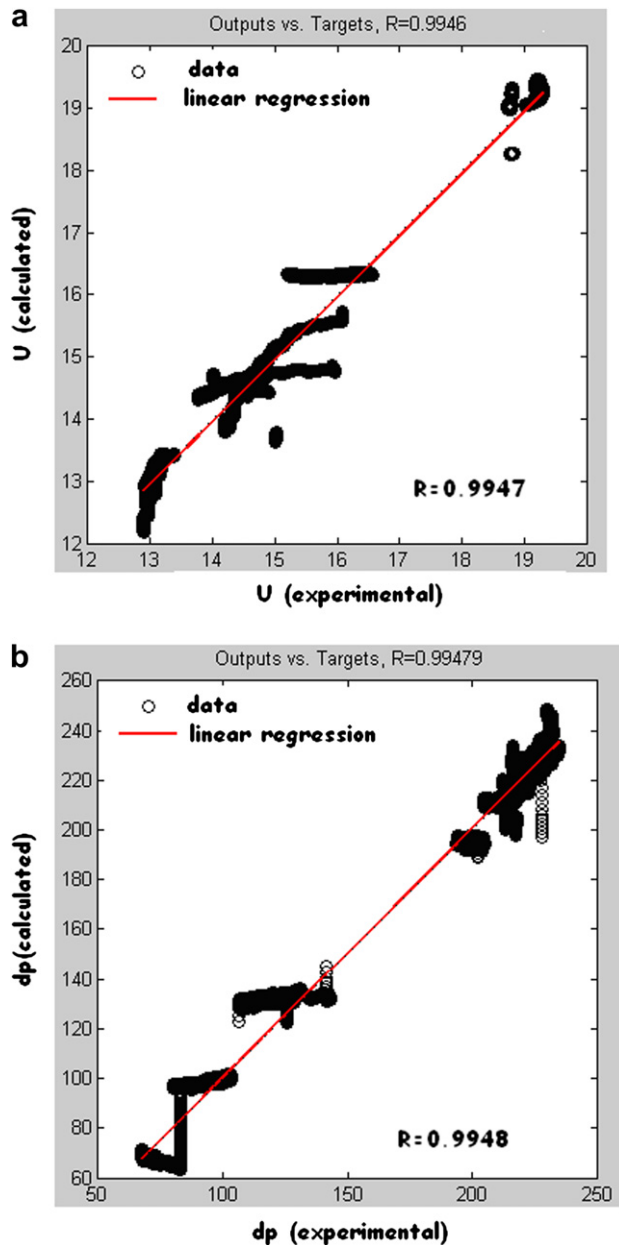 a
Outputs vs. Targets, R=0.9946
data
linear regression
20
19
18
17
16
15
14
13
12
U (calculated)
R=0.9947
12 13 14 15 16 17 18 19 20
U (experimental)
b
Outputs vs. Targets, R=0.99479
data
linear regression
260
240
220
200
180
160
140
120
100
80
60
dp(calculated)
R=0.9948
50 100 150 200 250
dp (experimental)